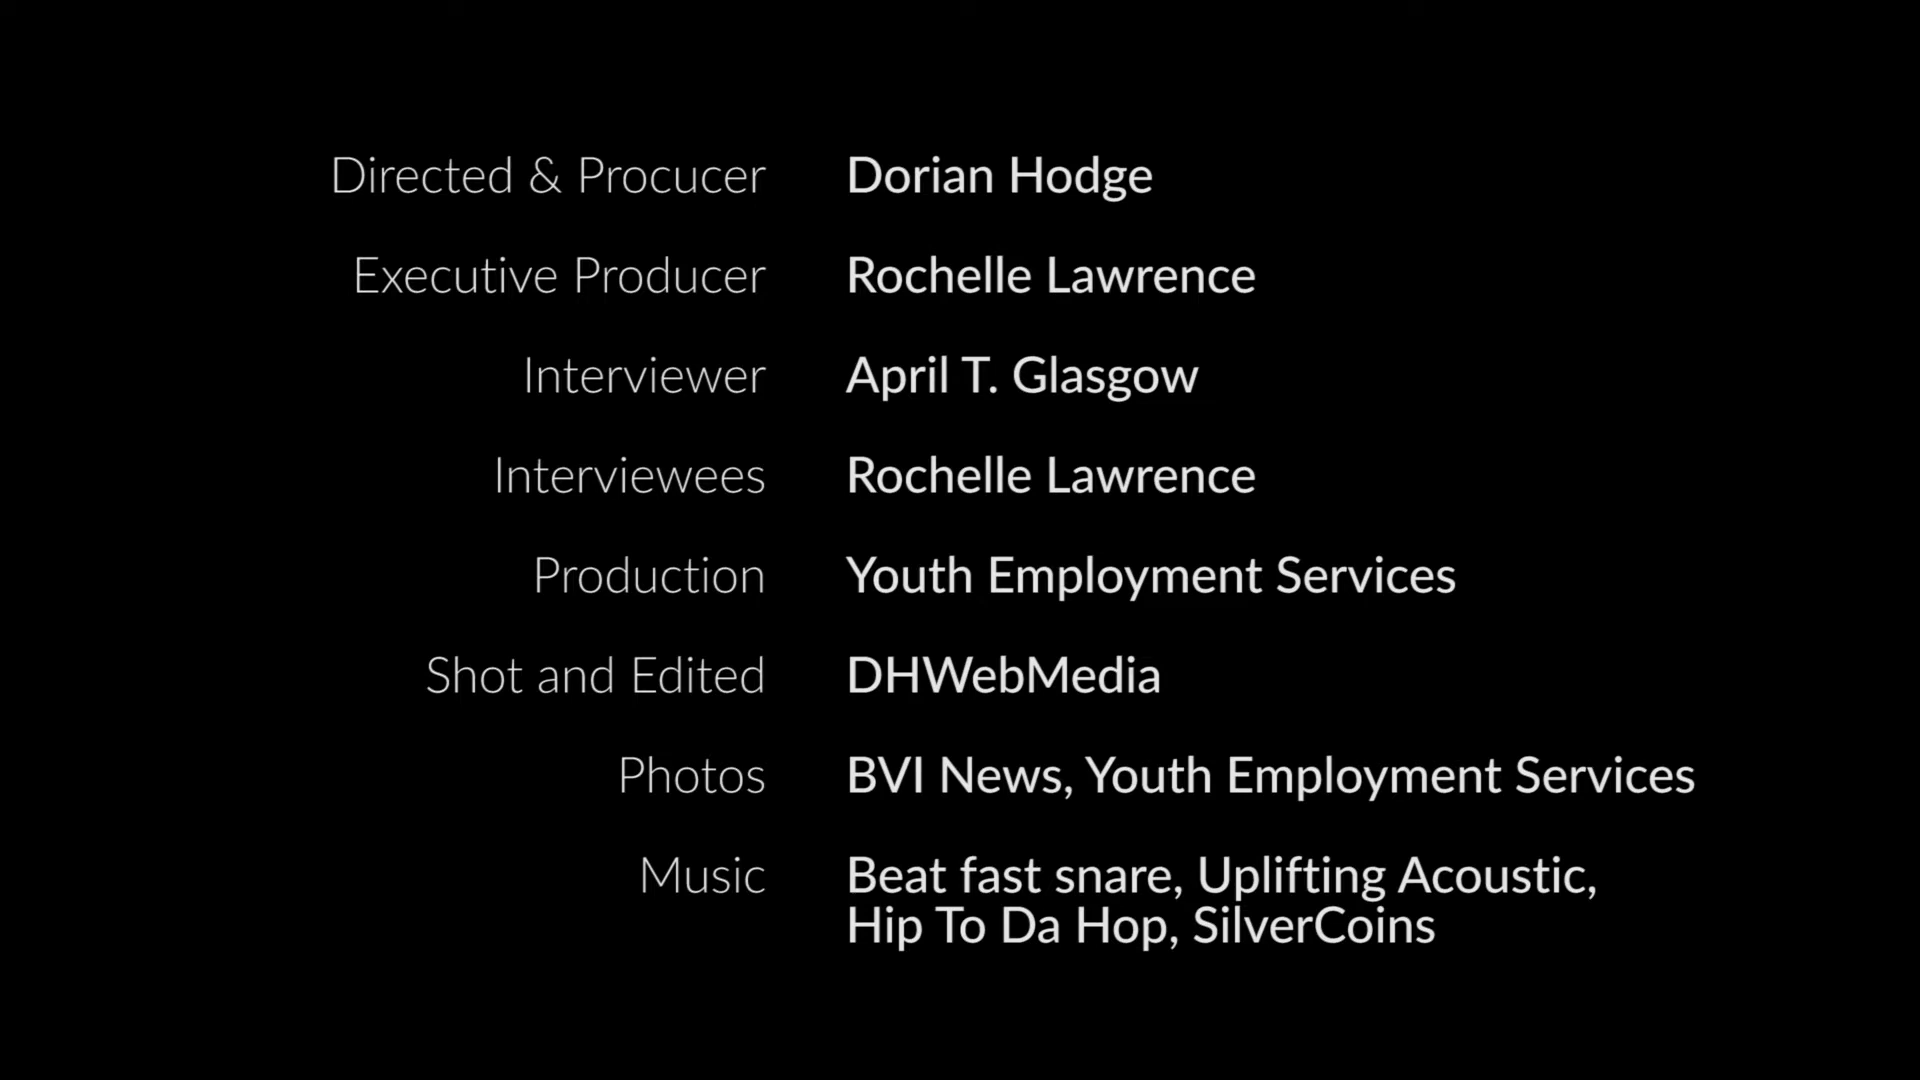 Directed & Procucer Dorian Hodge
Executive Producer Rochelle Lawrence
Interviewer April T. Glasgow
Interviewees Rochelle Lawrence
Production Youth Employment Services
Shot and Edited DHWebMedia
Photos BVI News, Youth Employment Services
Music Beat fast snare, Uplifting Acoustic,
Hip To Da Hop, SilverCoins